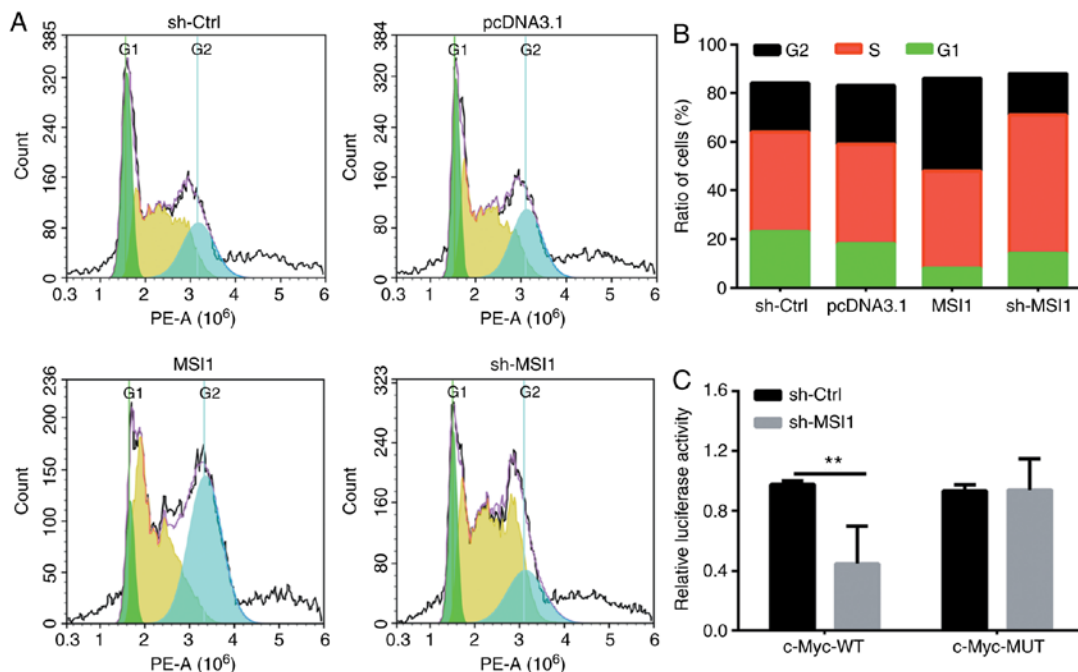 A
sh-Ctrl
G1 G2
Count
385
320
240
160
80
0
0.3 1 2 3 4 5 6
PE-A (10⁶)
pcDNA3.1
G1 G2
Count
384
320
240
160
80
0
0.3 1 2 3 4 5 6
PE-A (10⁶)
MSI1
G1 G2
Count
236
200
150
100
50
0
0.3 1 2 3 4 5 6
PE-A (10⁶)
sh-MSI1
G1 G2
Count
323
240
160
80
0
0.3 1 2 3 4 5 6
PE-A (10⁶)
B
G2 S G1
Ratio of cells (%)
100
80
60
40
20
0
sh-Ctrl pcDNA3.1 MSI1 sh-MSI1
C
sh-Ctrl
sh-MSI1
Relative luciferase activity
1.6
1.2
0.8
0.4
0.0
**
c-Myc-WT c-Myc-MUT